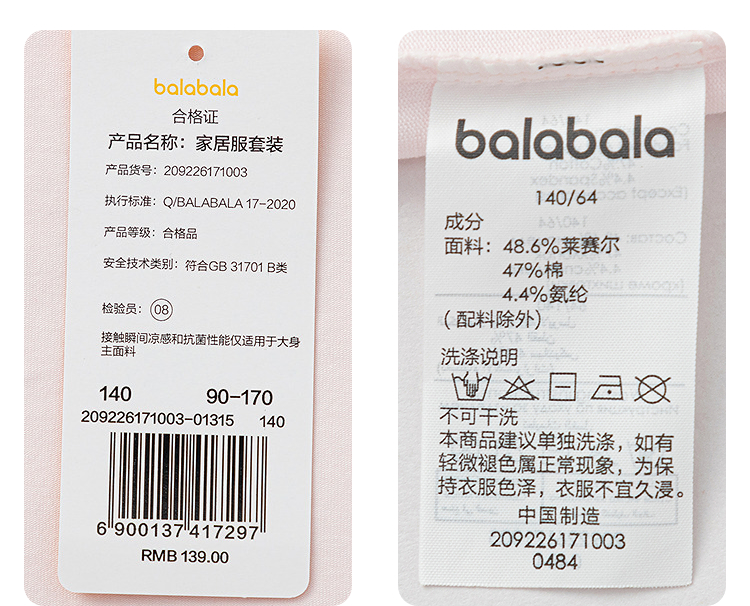 balabala
合格证
产品名称：家居服套装
产品货号：209226171003
执行标准：Q/BALABALA 17-2020
产品等级：合格品
安全技术类别：符合GB 31701 B类
检验员：08
接触瞬间凉感和抗菌性能仅适用于大身
主面料
140 90-170
209226171003-01315 140
6 900137 417297
RMB 139.00
balabala
140/64
成分
面料：48.6%莱赛尔
47%棉
4.4%氨纶
（配料除外）
洗涤说明
不可干洗
本商品建议单独洗涤，如有
轻微褪色属正常现象，为保
持衣服色泽，衣服不宜久浸。
中国制造
209226171003
0484